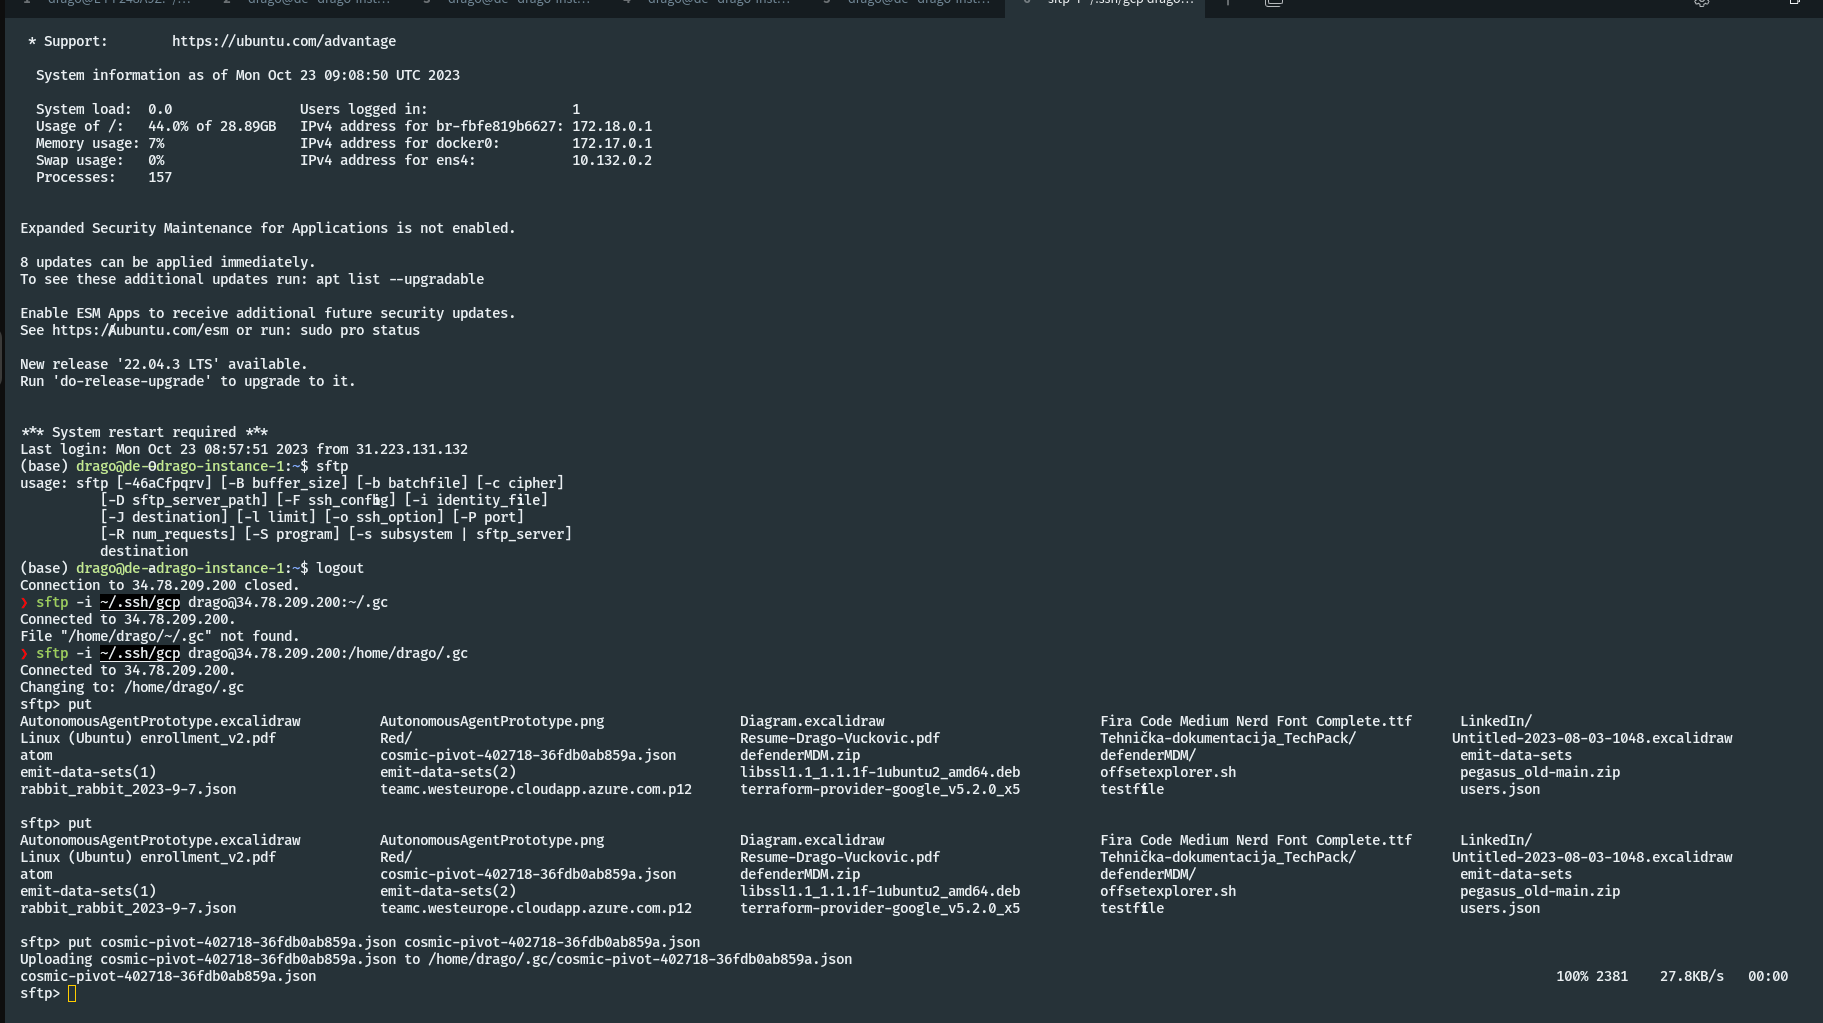 * Support:        https://ubuntu.com/advantage
System information as of Mon Oct 23 09:08:50 UTC 2023
System load:  0.0                Users logged in:                  1
Usage of /:   44.0% of 28.89GB   IPv4 address for br-fbfe819b6627: 172.18.0.1
Memory usage: 7%                 IPv4 address for docker0:         172.17.0.1
Swap usage:   0%                 IPv4 address for ens4:            10.132.0.2
Processes:    157
Expanded Security Maintenance for Applications is not enabled.
8 updates can be applied immediately.
To see these additional updates run: apt list --upgradable
Enable ESM Apps to receive additional future security updates.
See https://ubuntu.com/esm or run: sudo pro status
New release '22.04.3 LTS' available.
Run 'do-release-upgrade' to upgrade to it.
*** System restart required ***
Last login: Mon Oct 23 08:57:51 2023 from 31.223.131.132
(base) drago@de-drago-instance-1:~$ sftp
usage: sftp [-46aCfpqrv] [-B buffer_size] [-b batchfile] [-c cipher]
          [-D sftp_server_path] [-F ssh_config] [-i identity_file]
          [-J destination] [-l limit] [-o ssh_option] [-P port]
          [-R num_requests] [-S program] [-s subsystem | sftp_server]
          destination
(base) drago@de-drago-instance-1:~$ logout
Connection to 34.78.209.200 closed.
❯ sftp -i ~/.ssh/gcp drago@34.78.209.200:~/.gc
Connected to 34.78.209.200.
File "/home/drago/~/.gc" not found.
❯ sftp -i ~/.ssh/gcp drago@34.78.209.200:/home/drago/.gc
Connected to 34.78.209.200.
Changing to: /home/drago/.gc
sftp> put
AutonomousAgentPrototype.excalidraw          AutonomousAgentPrototype.png                 Diagram.excalidraw                           Fira Code Medium Nerd Font Complete.ttf      LinkedIn/
Linux (Ubuntu) enrollment_v2.pdf             Red/                                         Resume-Drago-Vuckovic.pdf                    Tehnička-dokumentacija_TechPack/            Untitled-2023-08-03-1048.excalidraw
atom                                         cosmic-pivot-402718-36fdb0ab859a.json        defenderMDM.zip                              defenderMDM/                                 emit-data-sets
emit-data-sets(1)                            emit-data-sets(2)                            libssl1.1_1.1.1f-1ubuntu2_amd64.deb          offsetexplorer.sh                            pegasus_old-main.zip
rabbit_rabbit_2023-9-7.json                  teamc.westeurope.cloudapp.azure.com.p12      terraform-provider-google_v5.2.0_x5          testfile                                     users.json
sftp> put
AutonomousAgentPrototype.excalidraw          AutonomousAgentPrototype.png                 Diagram.excalidraw                           Fira Code Medium Nerd Font Complete.ttf      LinkedIn/
Linux (Ubuntu) enrollment_v2.pdf             Red/                                         Resume-Drago-Vuckovic.pdf                    Tehnička-dokumentacija_TechPack/            Untitled-2023-08-03-1048.excalidraw
atom                                         cosmic-pivot-402718-36fdb0ab859a.json        defenderMDM.zip                              defenderMDM/                                 emit-data-sets
emit-data-sets(1)                            emit-data-sets(2)                            libssl1.1_1.1.1f-1ubuntu2_amd64.deb          offsetexplorer.sh                            pegasus_old-main.zip
rabbit_rabbit_2023-9-7.json                  teamc.westeurope.cloudapp.azure.com.p12      terraform-provider-google_v5.2.0_x5          testfile                                     users.json
sftp> put cosmic-pivot-402718-36fdb0ab859a.json cosmic-pivot-402718-36fdb0ab859a.json
Uploading cosmic-pivot-402718-36fdb0ab859a.json to /home/drago/.gc/cosmic-pivot-402718-36fdb0ab859a.json
cosmic-pivot-402718-36fdb0ab859a.json     100% 2381    27.8KB/s   00:00
sftp>